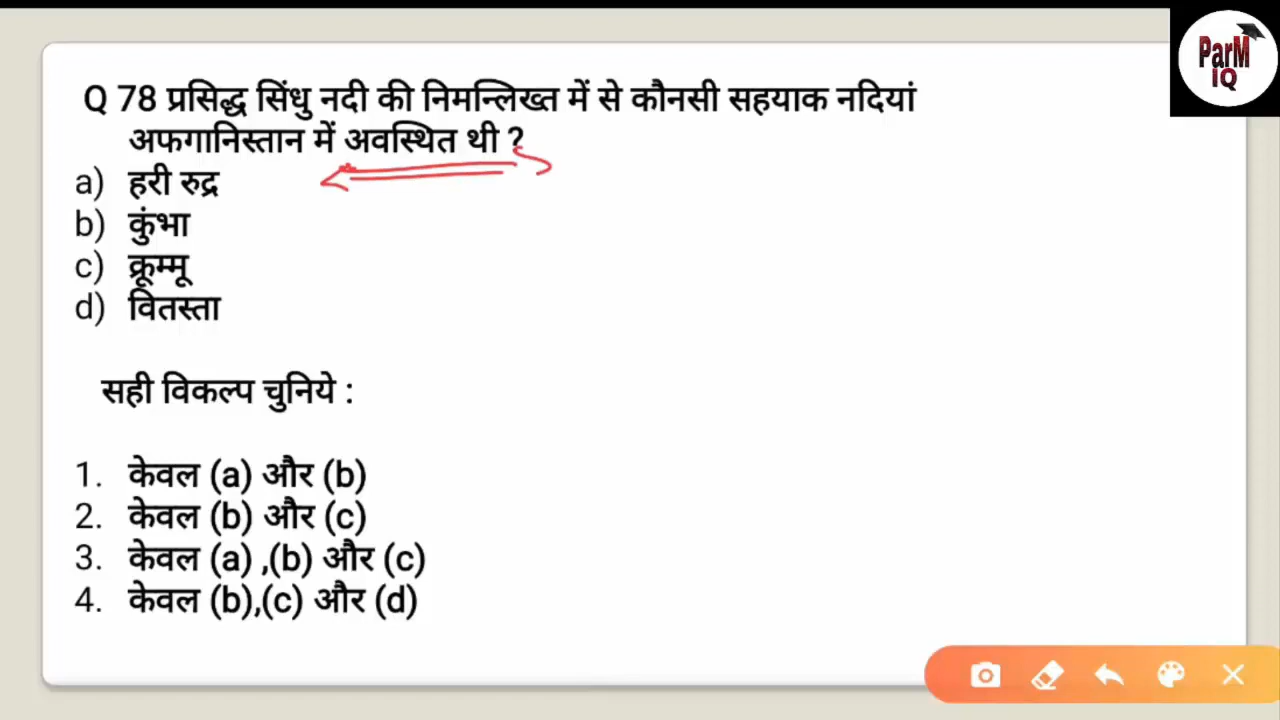 ParM
IQ
Q 78 प्रसिद्ध सिंधु नदी की निमन्लिख्त में से कौनसी सहयाक नदियां
अफगानिस्तान में अवस्थित थी ?
a) हरी रुद्र
b) कुंभा
c) क्रूम्मू
d) वितस्ता
सही विकल्प चुनिये :
1. केवल (a) और (b)
2. केवल (b) और (c)
3. केवल (a) ,(b) और (c)
4. केवल (b),(c) और (d)